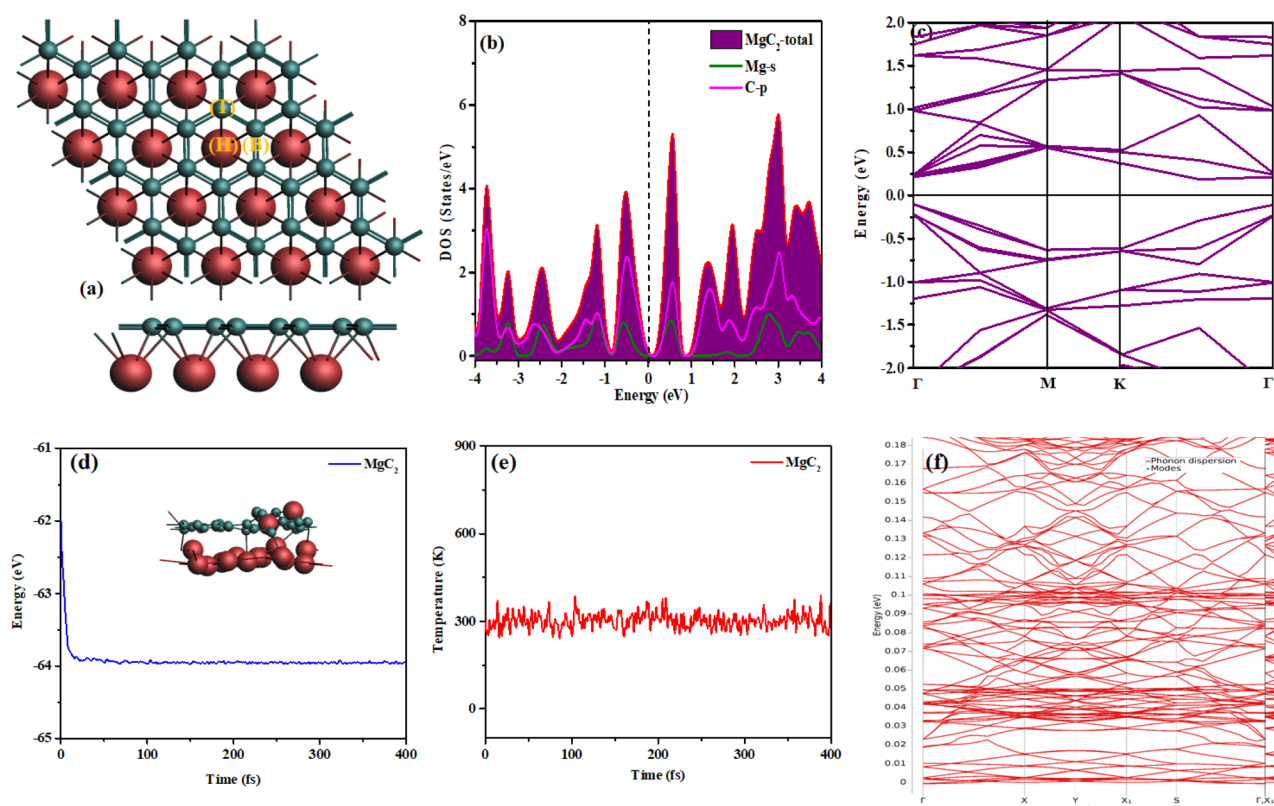 (T)
(H) (B)
(a)
(b)
MgC2-total
Mg-s
C-p
8
6
4
2
0
DOS (States/eV)
-4 -3 -2 -1 0 1 2 3 4
Energy (eV)
(c)
2.0
1.5
1.0
0.5
0.0
-0.5
-1.0
-1.5
-2.0
Energy (eV)
Γ M K Γ
(d)
MgC2
-61
-62
-63
-64
-65
Energy (eV)
0 100 200 300 400
Time (fs)
(e)
MgC2
900
750
600
450
300
150
0
Temperature (K)
0 100 200 300 400
Time (fs)
(f)
Phonon dispersion
Modes
0.18
0.17
0.16
0.15
0.14
0.13
0.12
0.11
0.1
0.09
0.08
0.07
0.06
0.05
0.04
0.03
0.02
0.01
0
Energy (eV)
Γ X Y X₁ S Γ,X₁